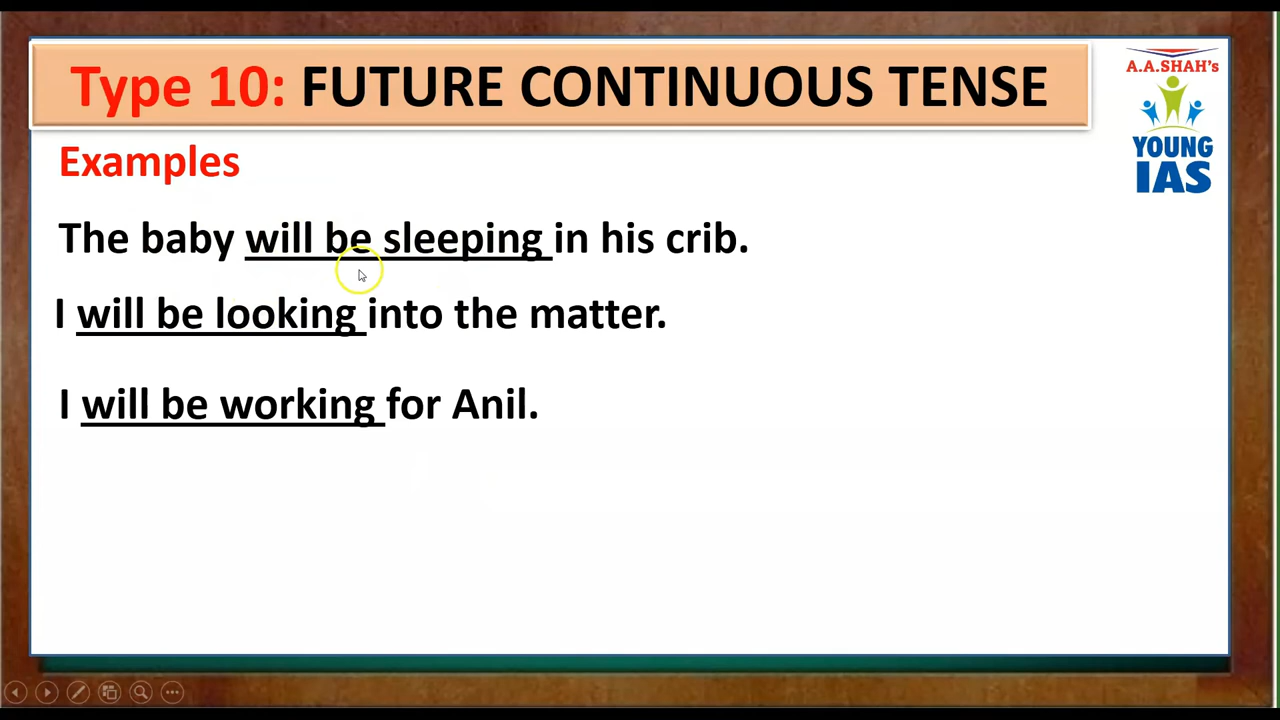 Type 10: FUTURE CONTINUOUS TENSE
A.A.SHAH's
YOUNG
IAS
Examples
The baby will be sleeping in his crib.
I will be looking into the matter.
I will be working for Anil.